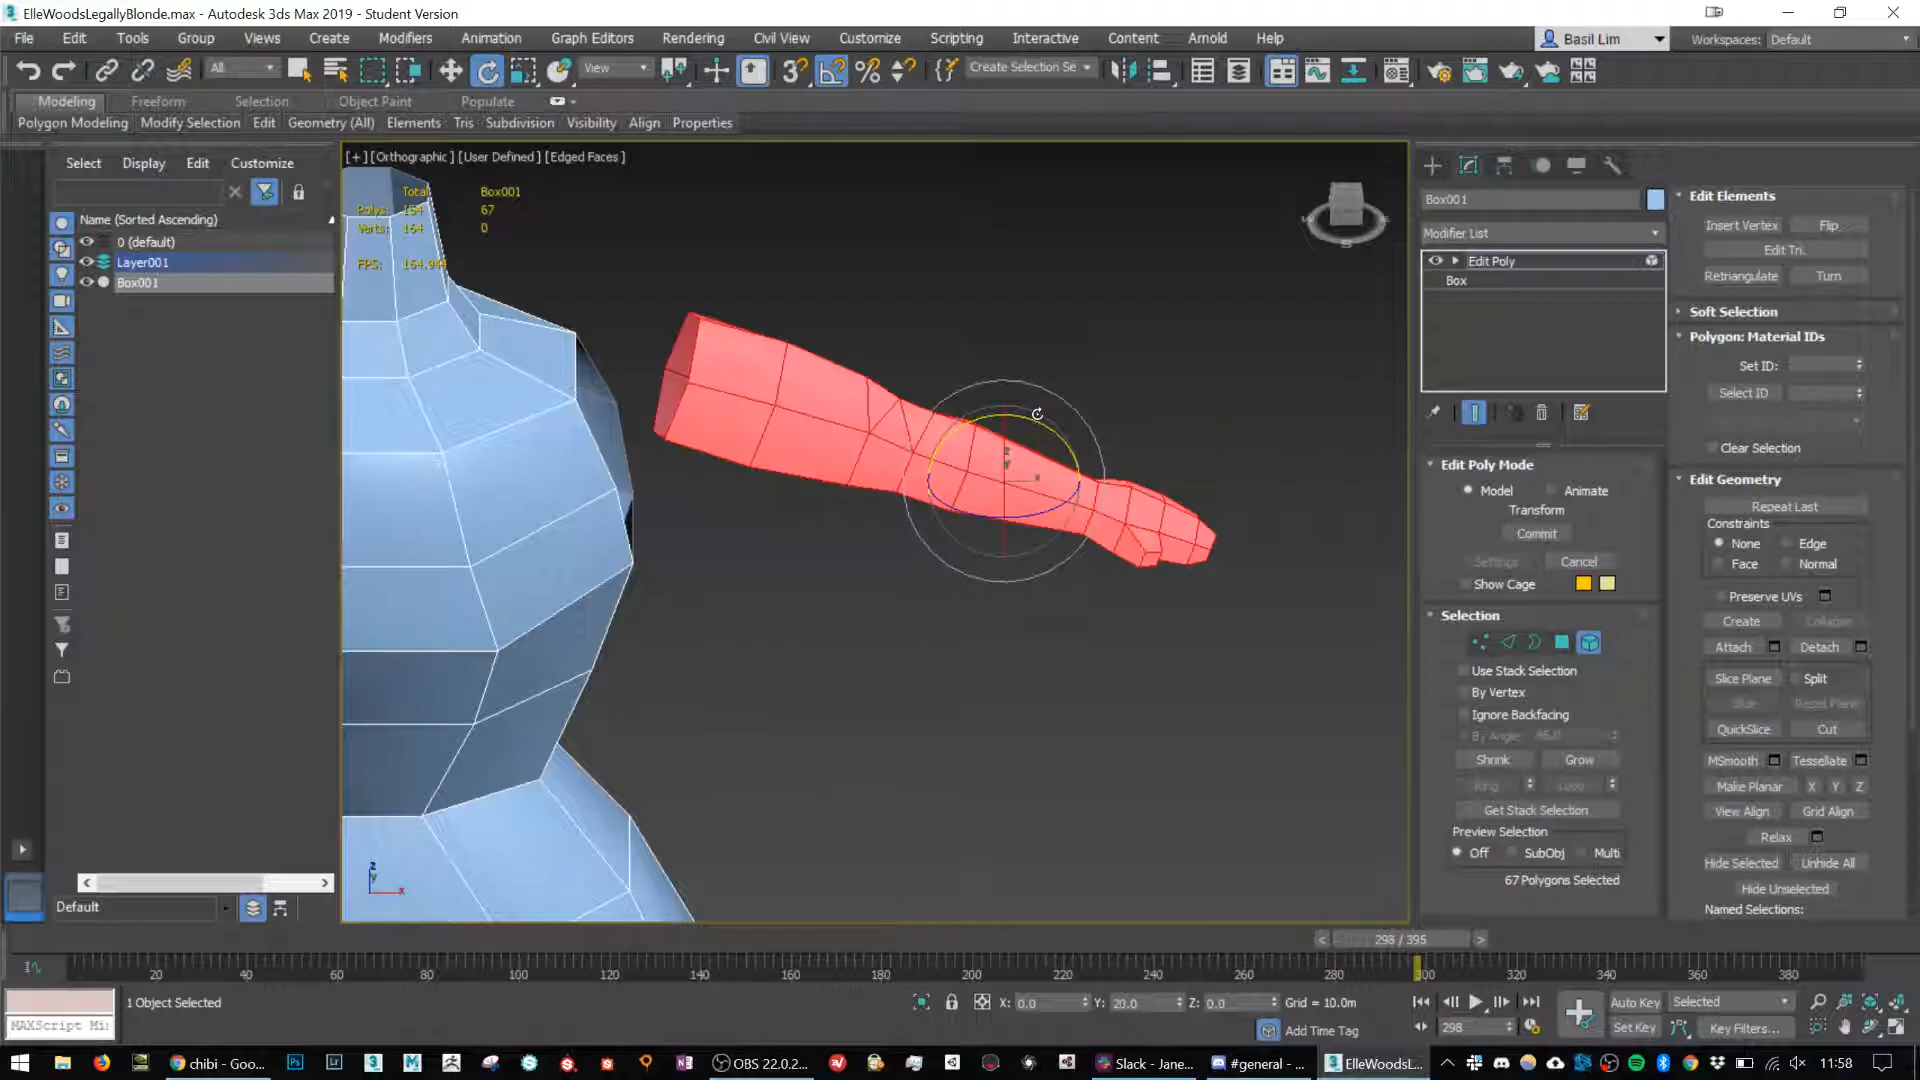 ElleWoodsLegallyBlonde.max - Autodesk 3ds Max 2019 - Student Version
File Edit Tools Group Views Create Modifiers Animation Graph Editors Rendering Civil View Customize Scripting Interactive Content Arnold Help Basil Lim Workspaces: Default
All View Create Selection Se
Modeling Freeform Selection Object Paint Populate
Polygon Modeling Modify Selection Edit Geometry (All) Elements Tris Subdivision Visibility Align Properties
Select Display Edit Customize
Name (Sorted Ascending)
0 (default)
Layer001
Box001
Default
[+] [Orthographic] [User Defined] [Edged Faces]
Total Box001
Polys: 154 67
Verts: 164 0
FPS: 164.944
Box001
Modifier List
Edit Poly
Box
Edit Poly Mode
Model Animate
Transform
Commit
Settings Cancel
Show Cage
Selection
Use Stack Selection
By Vertex
Ignore Backfacing
By Angle: 45.0
Shrink Grow
Ring Loop
Get Stack Selection
Preview Selection
Off SubObj Multi
67 Polygons Selected
Edit Elements
Insert Vertex Flip
Edit Tri.
Retriangulate Turn
Soft Selection
Polygon: Material IDs
Set ID:
Select ID
Clear Selection
Edit Geometry
Repeat Last
Constraints
None Edge
Face Normal
Preserve UVs
Create Collapse
Attach Detach
Slice Plane Split
Slice Reset Plane
QuickSlice Cut
MSmooth Tessellate
Make Planar X Y Z
View Align Grid Align
Relax
Hide Selected Unhide All
Hide Unselected
Named Selections:
298 / 395
20 40 60 80 100 120 140 160 180 200 220 240 260 280 300 320 340 360 380
1 Object Selected X: 0.0 Y: 20.0 Z: 0.0 Grid = 10.0m Auto Key Selected
MAXScript Mi Add Time Tag 298 Set Key Key Filters...
chibi - Goo... OBS 22.0.2... Slack - Jane... #general - ... ElleWoodsL... 11:58